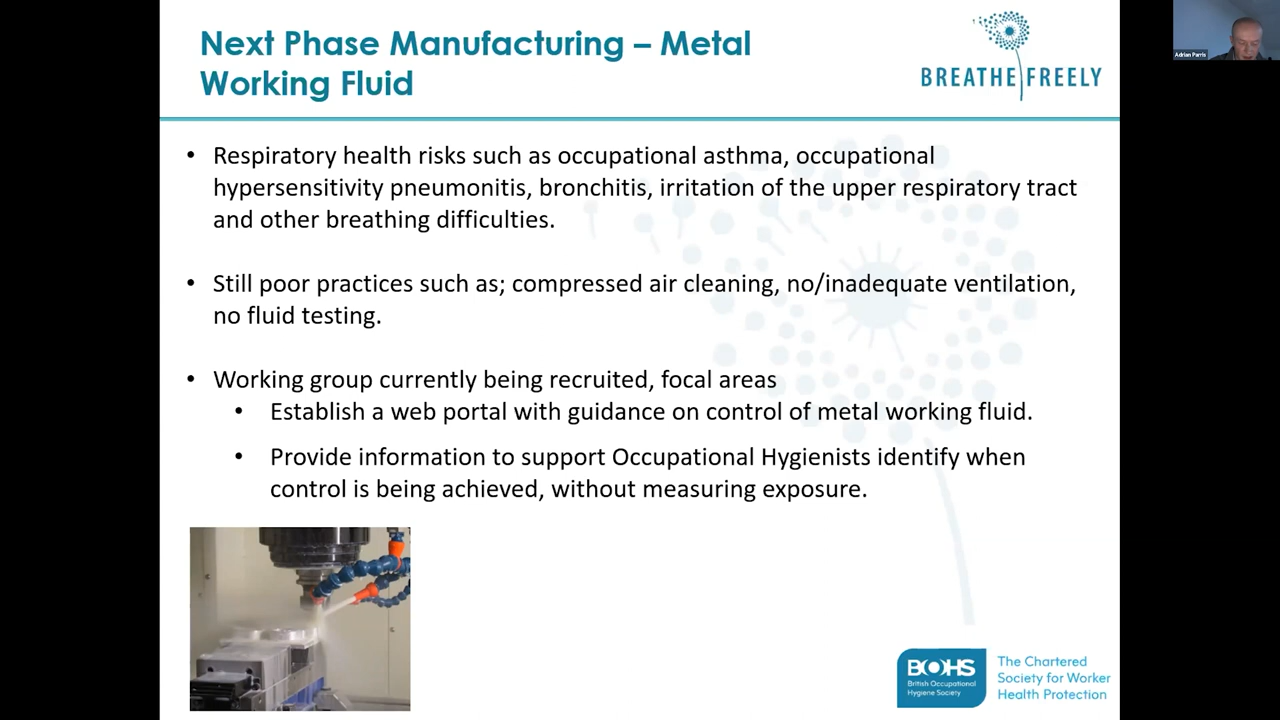 Next Phase Manufacturing – Metal
Working Fluid
BREATHE FREELY
Adrian Parris
• Respiratory health risks such as occupational asthma, occupational
hypersensitivity pneumonitis, bronchitis, irritation of the upper respiratory tract
and other breathing difficulties.
• Still poor practices such as; compressed air cleaning, no/inadequate ventilation,
no fluid testing.
• Working group currently being recruited, focal areas
• Establish a web portal with guidance on control of metal working fluid.
• Provide information to support Occupational Hygienists identify when
control is being achieved, without measuring exposure.
BOHS
British Occupational
Hygiene Society
The Chartered
Society for Worker
Health Protection